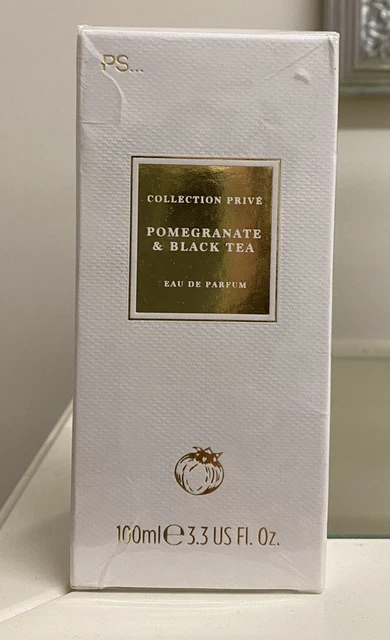 PS...
COLLECTION PRIVÉ
POMEGRANATE
& BLACK TEA
EAU DE PARFUM
100ml℮3.3 US Fl. Oz.